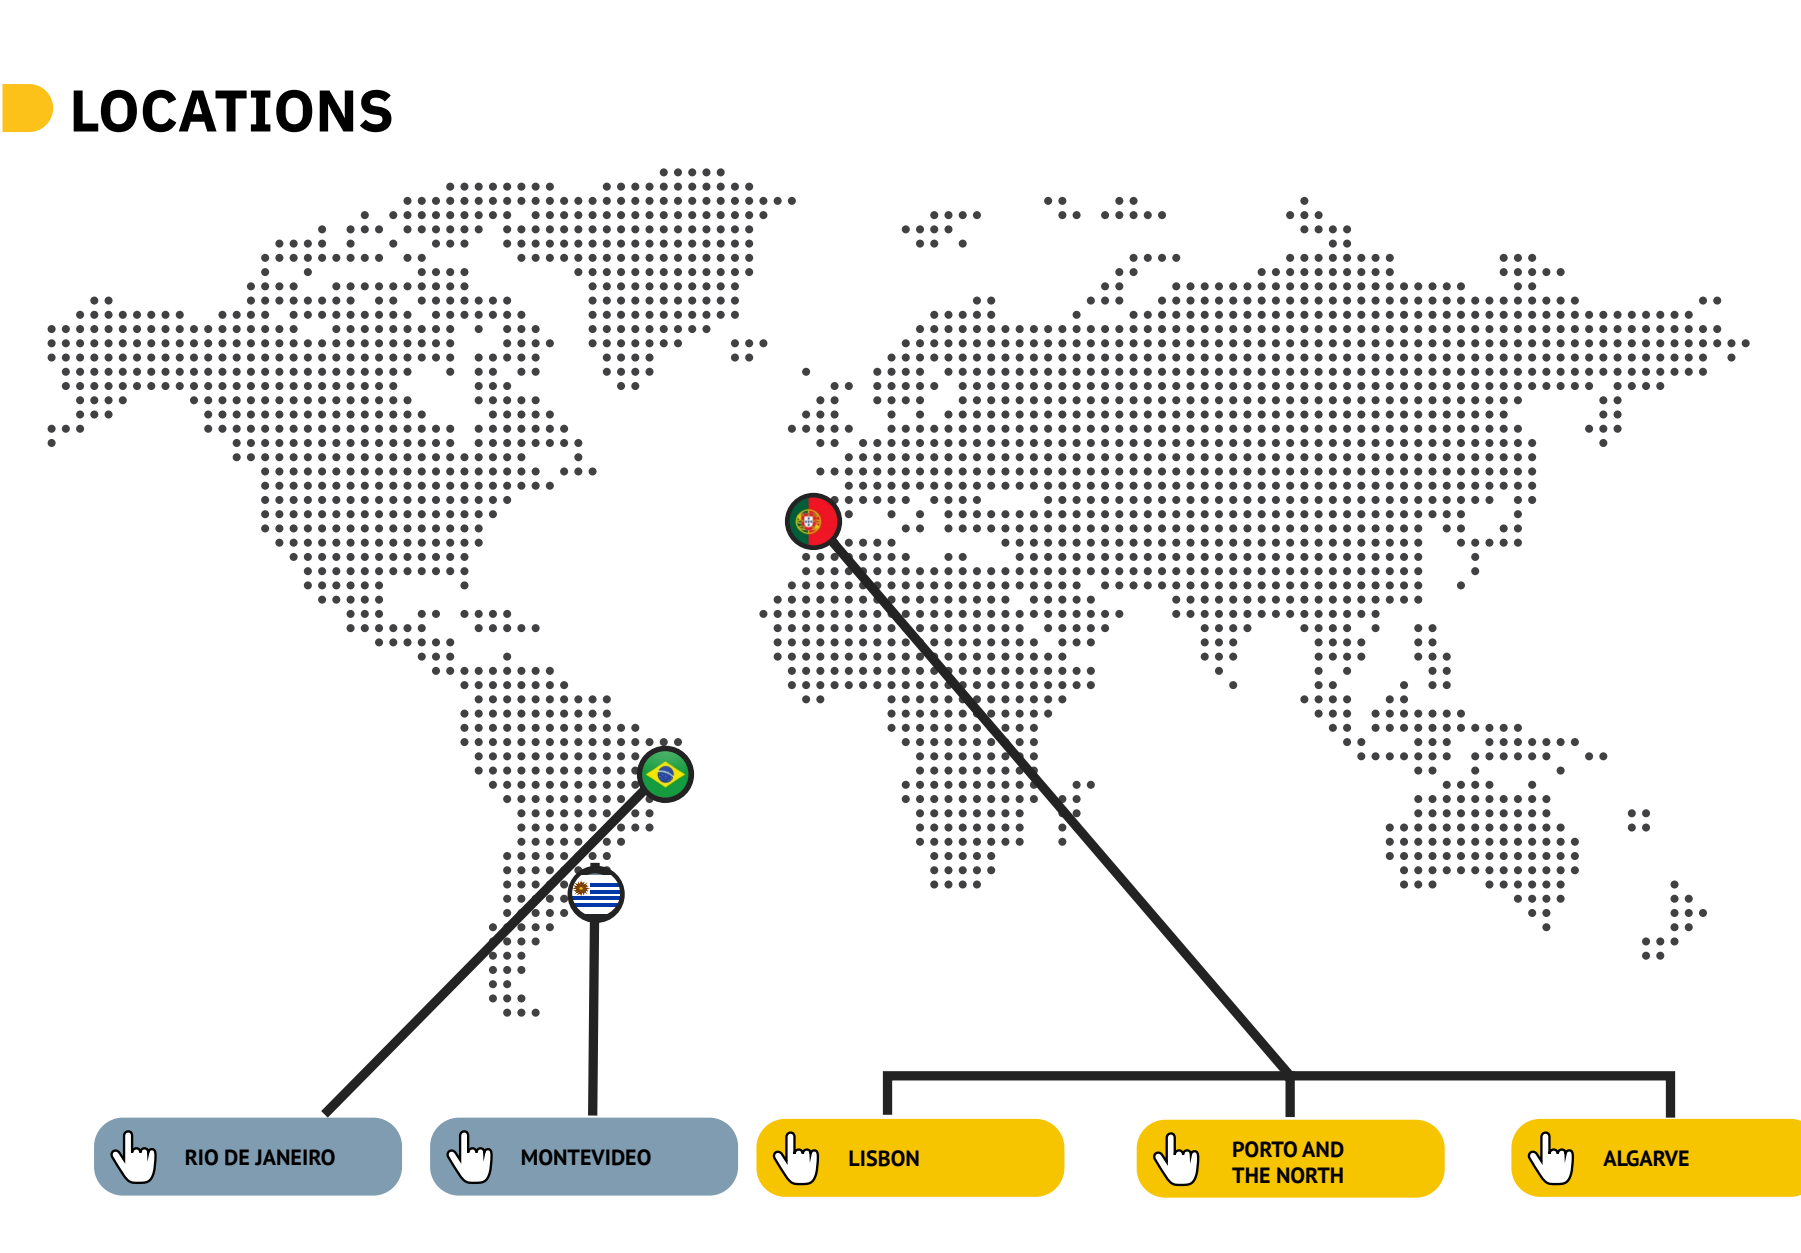 LOCATIONS
RIO DE JANEIRO
MONTEVIDEO
LISBON
PORTO AND
THE NORTH
ALGARVE